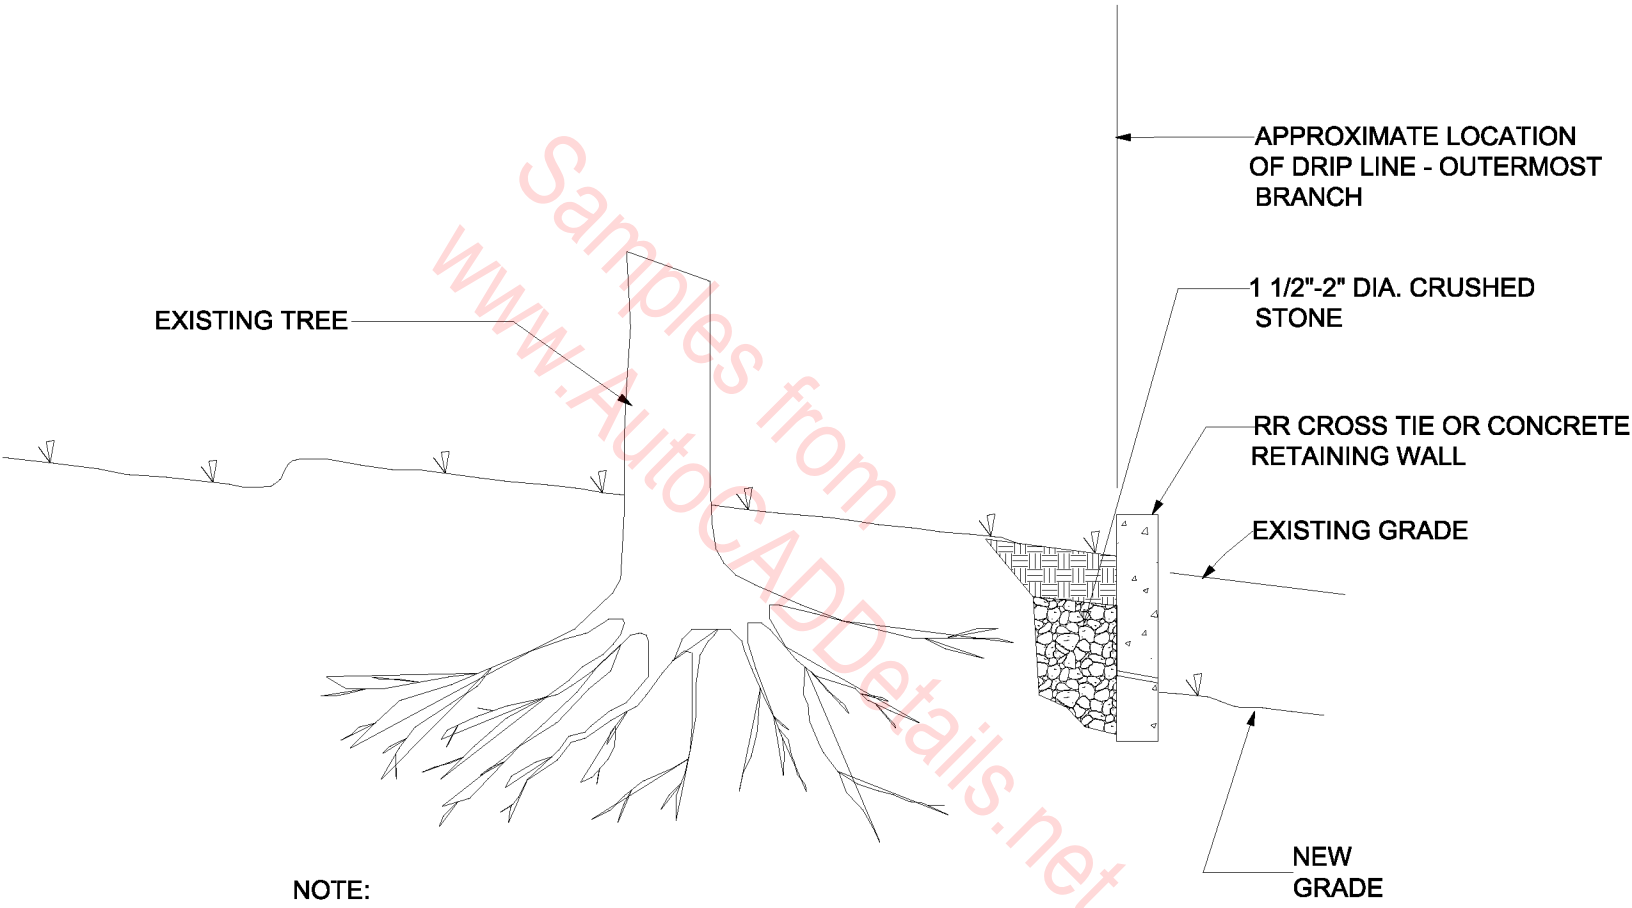 APPROXIMATE LOCATION
OF DRIP LINE - OUTERMOST
BRANCH
1 1/2"-2" DIA. CRUSHED
STONE
EXISTING TREE
RR CROSS TIE OR CONCRETE
RETAINING WALL
EXISTING GRADE
NEW
GRADE
NOTE:
Samples from
www.AutoCADDetails.net